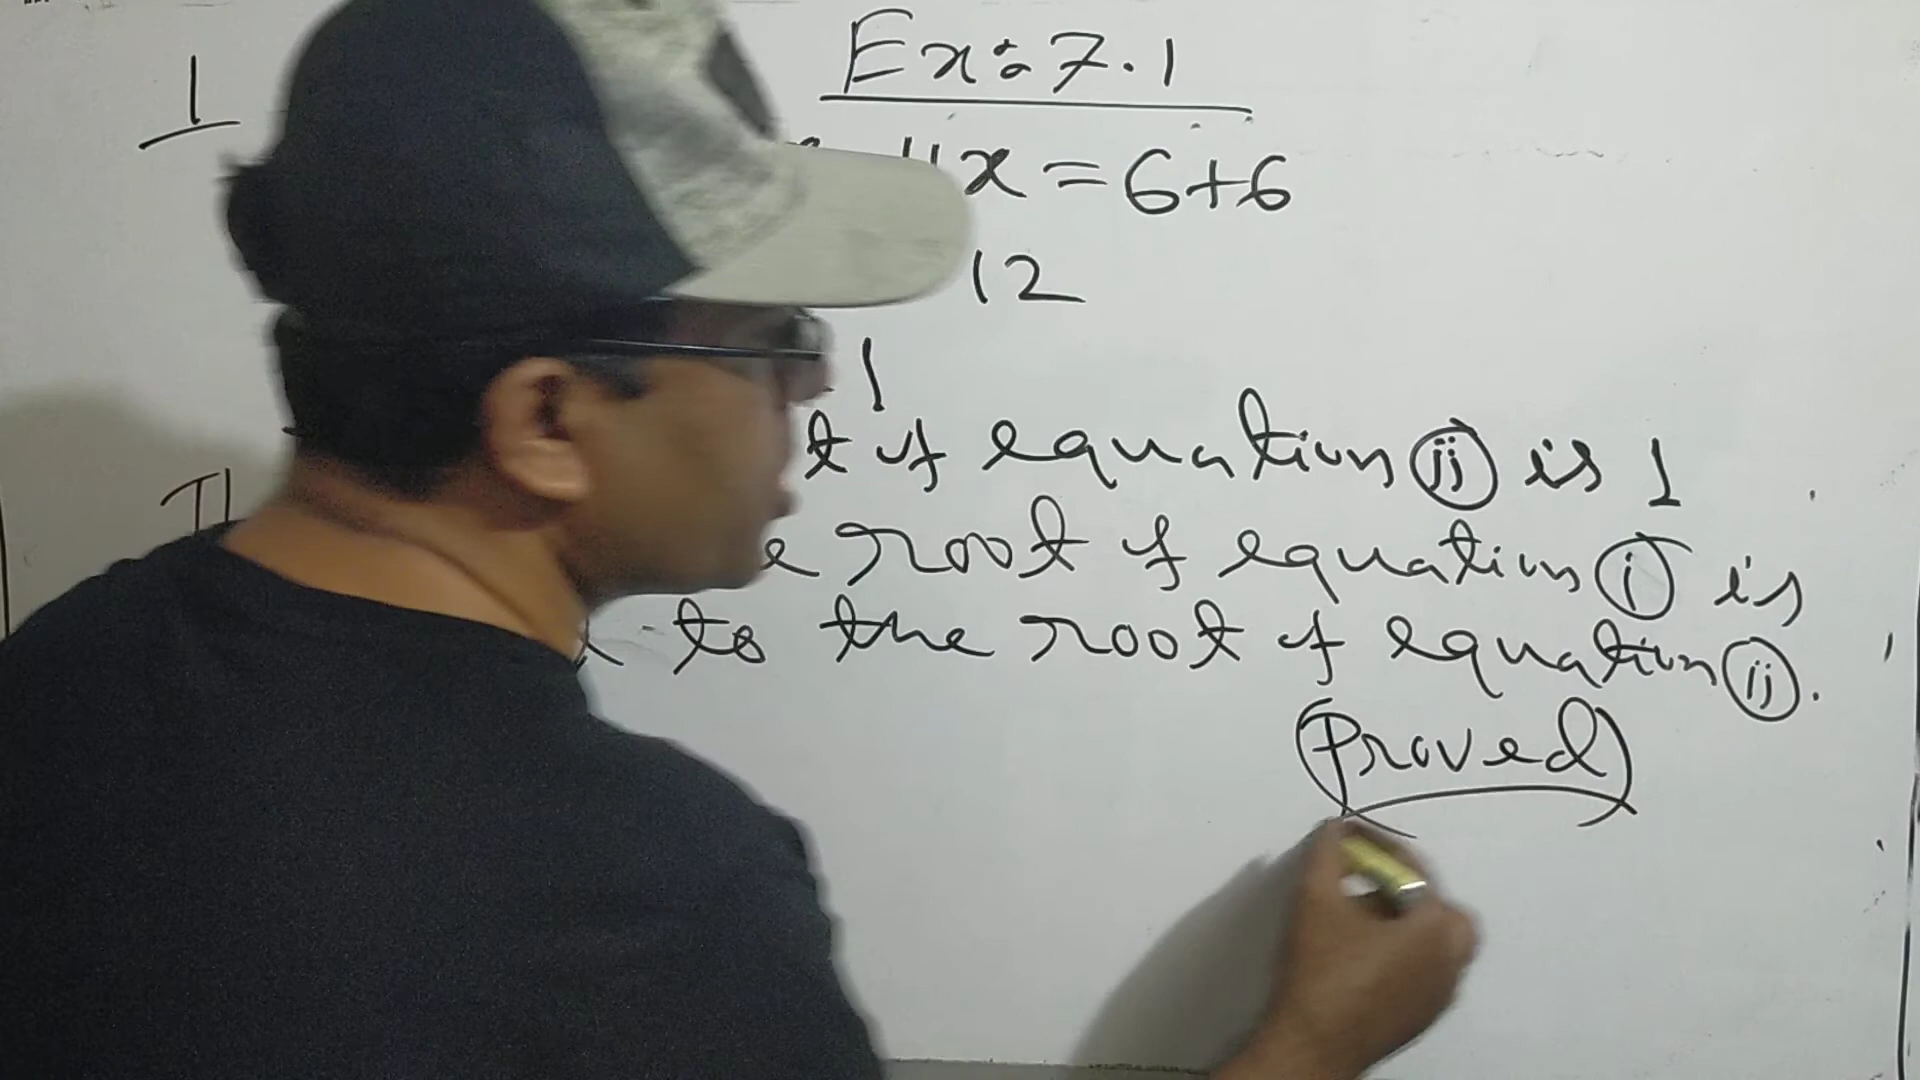 Ex: 7.1
1
x = 6+6
12
1
of equation (ii) is 1
root of equation (i) is
to the root of equation (ii).
(Proved)